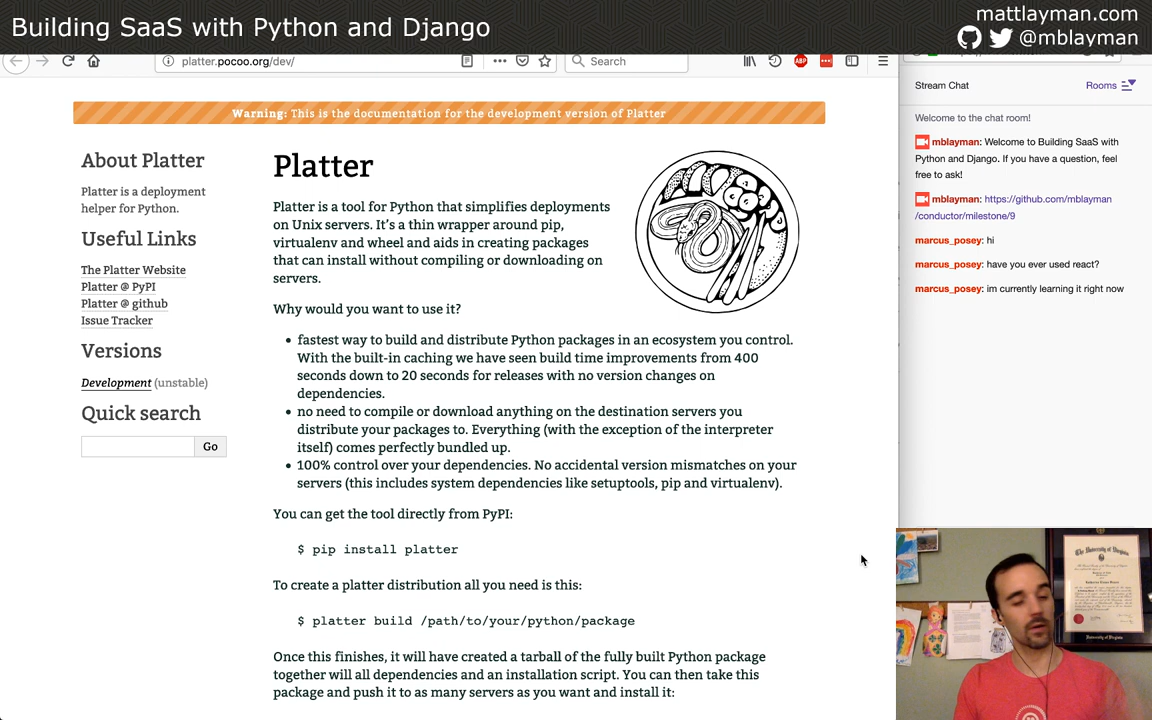 Building SaaS with Python and Django
mattlayman.com
@mblayman
platter.pocoo.org/dev/
Search
ABP
Warning: This is the documentation for the development version of Platter
About Platter
Platter is a deployment
helper for Python.
Useful Links
The Platter Website
Platter @ PyPI
Platter @ github
Issue Tracker
Versions
Development (unstable)
Quick search
Go
Platter
Platter is a tool for Python that simplifies deployments
on Unix servers. It's a thin wrapper around pip,
virtualenv and wheel and aids in creating packages
that can install without compiling or downloading on
servers.
Why would you want to use it?
• fastest way to build and distribute Python packages in an ecosystem you control.
With the built-in caching we have seen build time improvements from 400
seconds down to 20 seconds for releases with no version changes on
dependencies.
• no need to compile or download anything on the destination servers you
distribute your packages to. Everything (with the exception of the interpreter
itself) comes perfectly bundled up.
• 100% control over your dependencies. No accidental version mismatches on your
servers (this includes system dependencies like setuptools, pip and virtualenv).
You can get the tool directly from PyPI:
$ pip install platter
To create a platter distribution all you need is this:
$ platter build /path/to/your/python/package
Once this finishes, it will have created a tarball of the fully built Python package
together will all dependencies and an installation script. You can then take this
package and push it to as many servers as you want and install it:
Stream Chat
Rooms
Welcome to the chat room!
mblayman: Welcome to Building SaaS with
Python and Django. If you have a question, feel
free to ask!
mblayman: https://github.com/mblayman
/conductor/milestone/9
marcus_posey: hi
marcus_posey: have you ever used react?
marcus_posey: im currently learning it right now
The University of Virginia